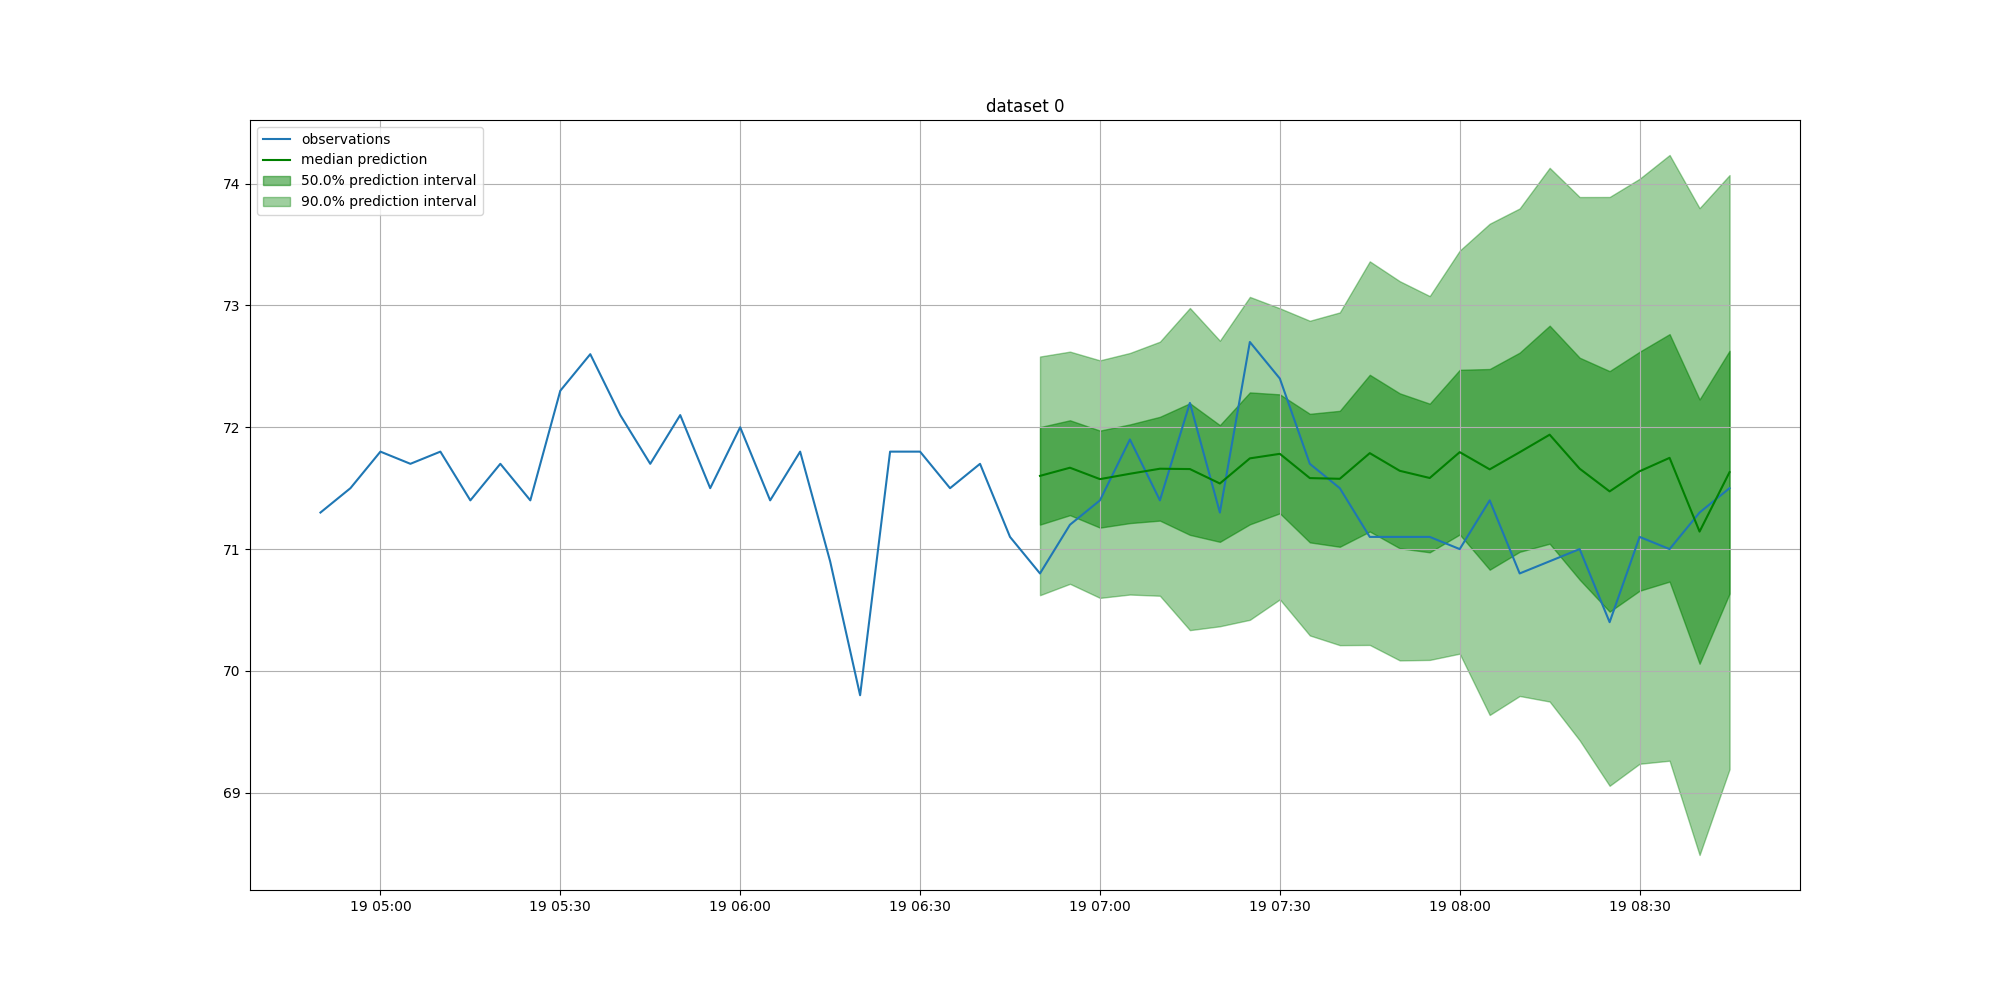 dataset 0
observations
median prediction
50.0% prediction interval
90.0% prediction interval
74
73
72
71
70
69
19 05:00
19 05:30
19 06:00
19 06:30
19 07:00
19 07:30
19 08:00
19 08:30